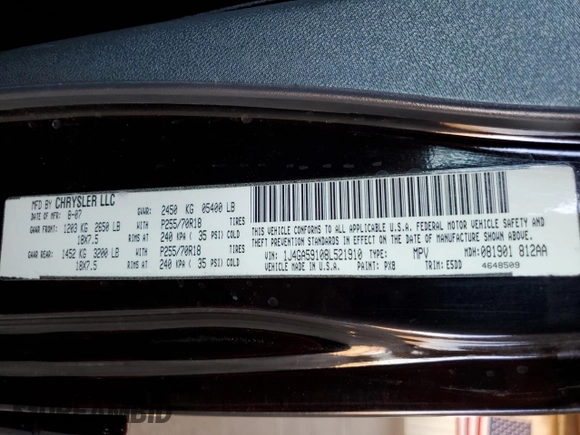 MFD BY CHRYSLER LLC
DATE OF MFR: 8-07 GVWR: 2450 KG 05400 LB
GAWR FRONT: 1203 KG 2650 LB WITH P255/70R18 TIRES
18X7.5 RIMS AT 240 KPA ( 35 PSI) COLD
GAWR REAR: 1452 KG 3200 LB WITH P255/70R18 TIRES
18X7.5 RIMS AT 240 KPA ( 35 PSI) COLD
THIS VEHICLE CONFORMS TO ALL APPLICABLE U.S.A. FEDERAL MOTOR VEHICLE SAFETY AND
THEFT PREVENTION STANDARDS IN EFFECT ON THE DATE OF MANUFACTURE SHOWN ABOVE.
VIN: 1J4GA59108L521910 TYPE: MPV MDH: 081901 812AA
VEHICLE MADE IN U.S.A. PAINT: PX8 TRIM: E5DD 4648509